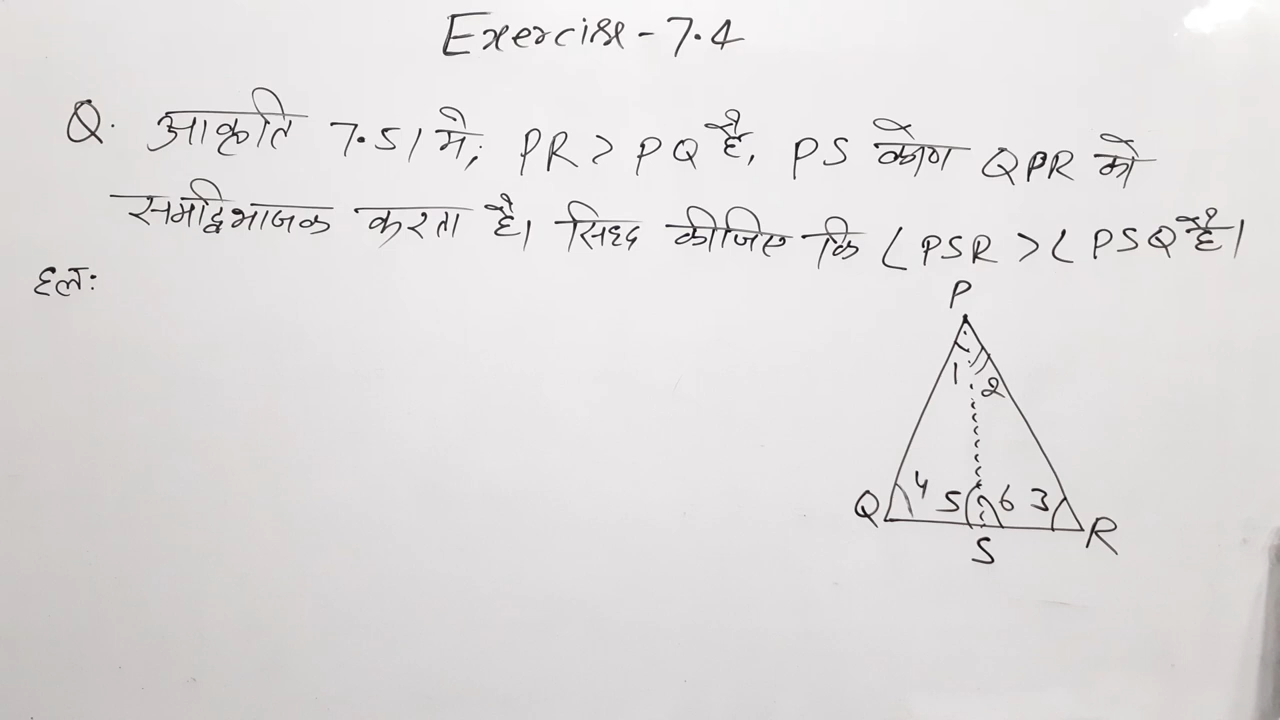 Exercise - 7.4
Q. आकृति 7.51 में, PR > PQ है, PS कोण QPR को
समद्विभाजक करता है। सिध्द कीजिए कि ∠PSR > ∠PSQ है।
हलः
P
1 2
Q 4 5 6 3 R
S